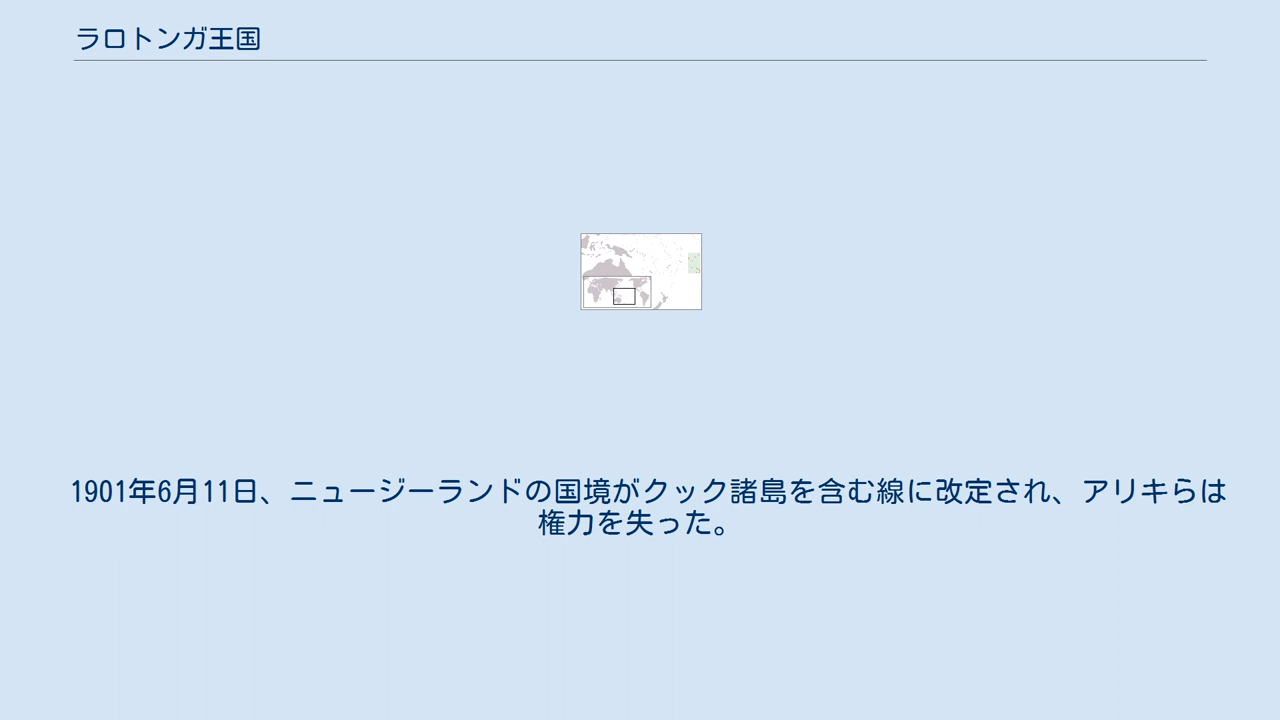 ラロトンガ王国
1901年6月11日、ニュージーランドの国境がクック諸島を含む線に改定され、アリキらは
権力を失った。